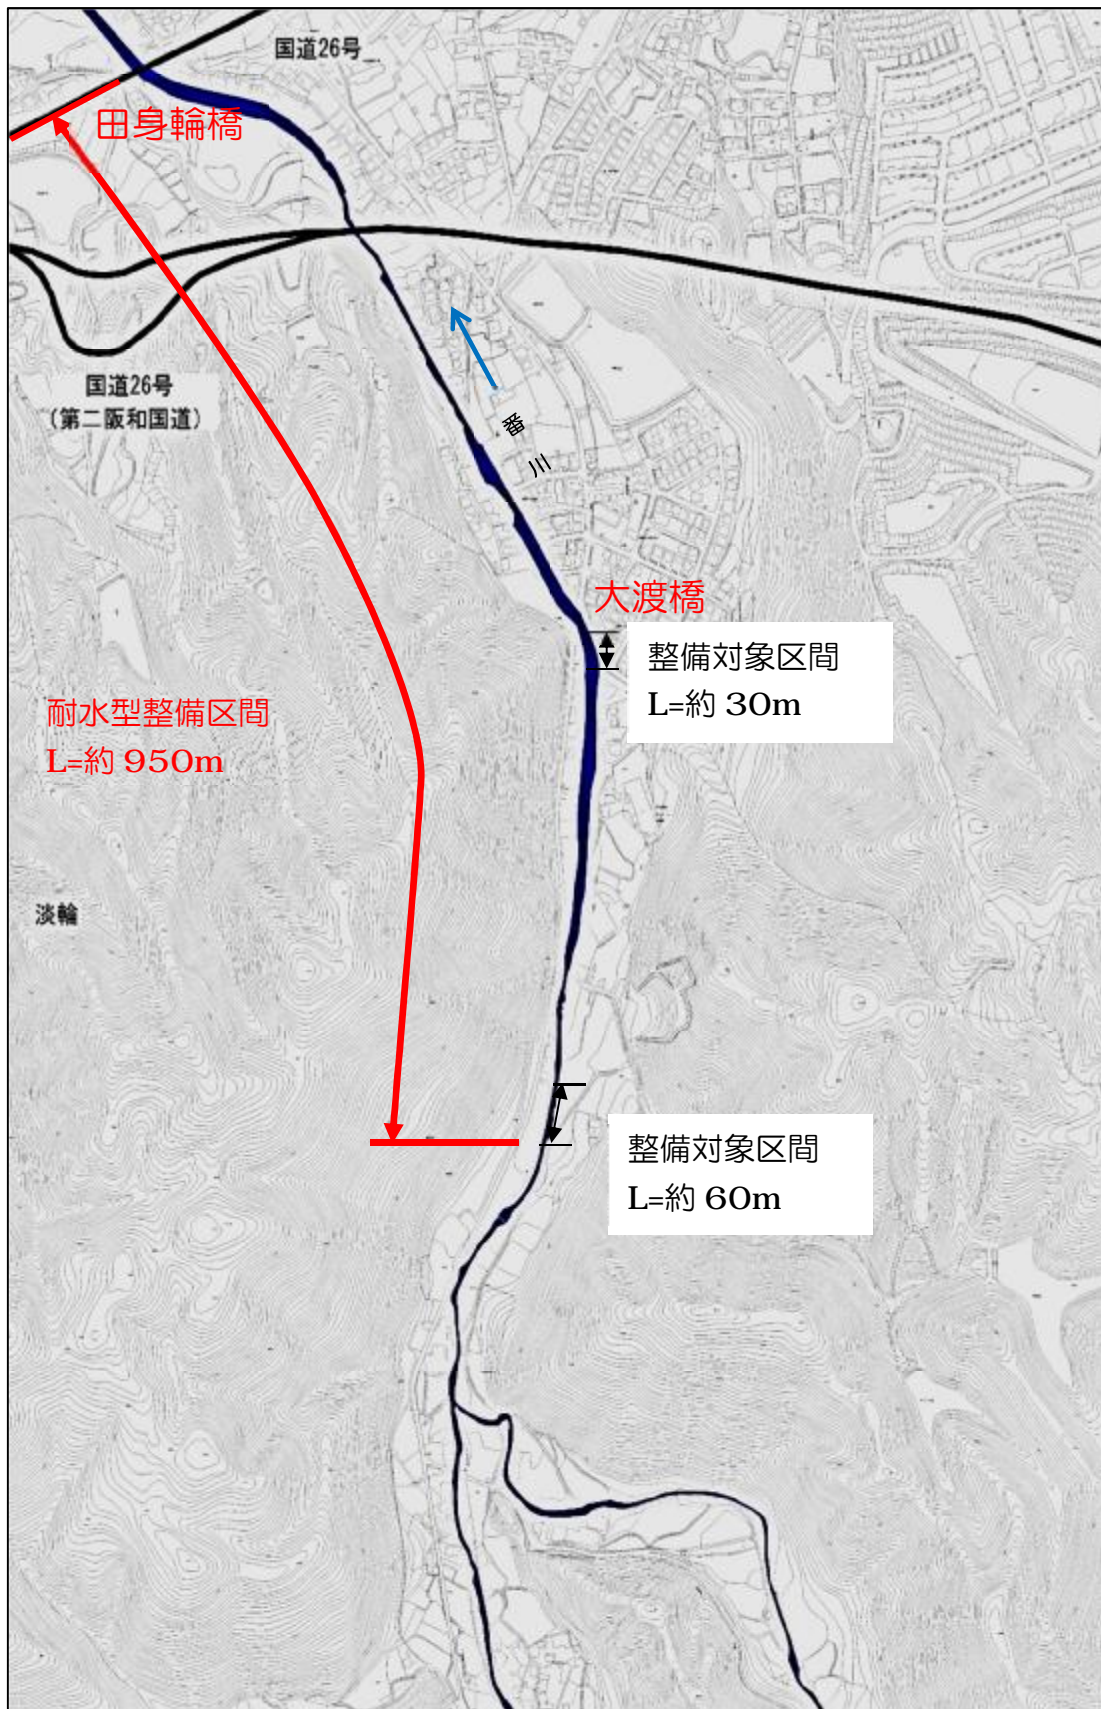 国道26号
田身輪橋
国道26号
(第二阪和国道)
番川
大渡橋
整備対象区間
L=約 30m
耐水型整備区間
L=約 950m
淡輪
整備対象区間
L=約 60m